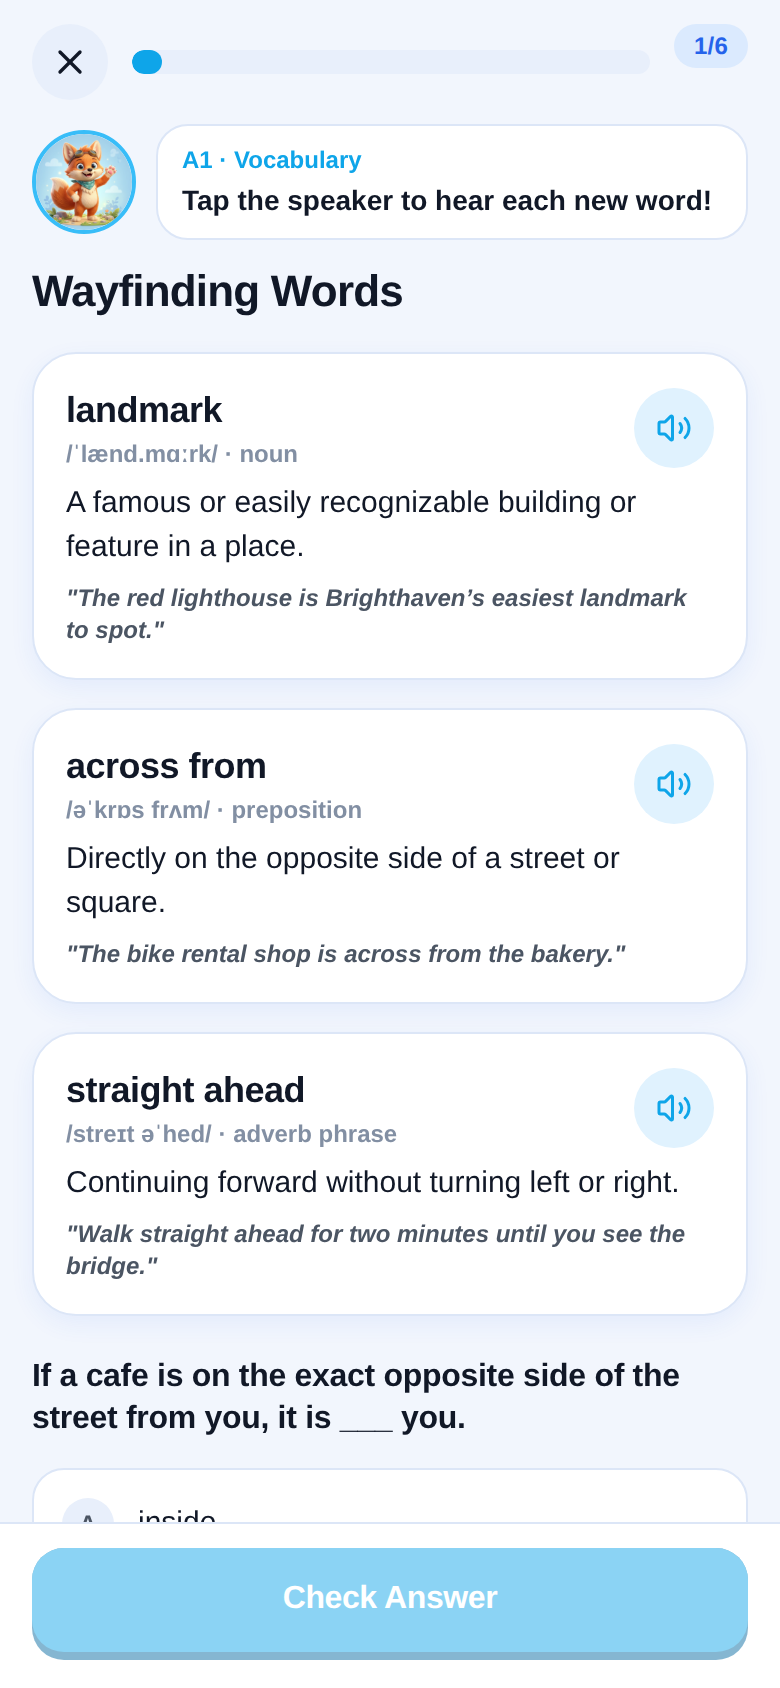 1/6
A1 · Vocabulary
Tap the speaker to hear each new word!
Wayfinding Words
landmark
/ˈlænd.mɑːrk/ · noun
A famous or easily recognizable building or
feature in a place.
"The red lighthouse is Brighthaven’s easiest landmark
to spot."
across from
/əˈkrɒs frʌm/ · preposition
Directly on the opposite side of a street or
square.
"The bike rental shop is across from the bakery."
straight ahead
/streɪt əˈhed/ · adverb phrase
Continuing forward without turning left or right.
"Walk straight ahead for two minutes until you see the
bridge."
If a cafe is on the exact opposite side of the
street from you, it is ___ you.
A inside
Check Answer